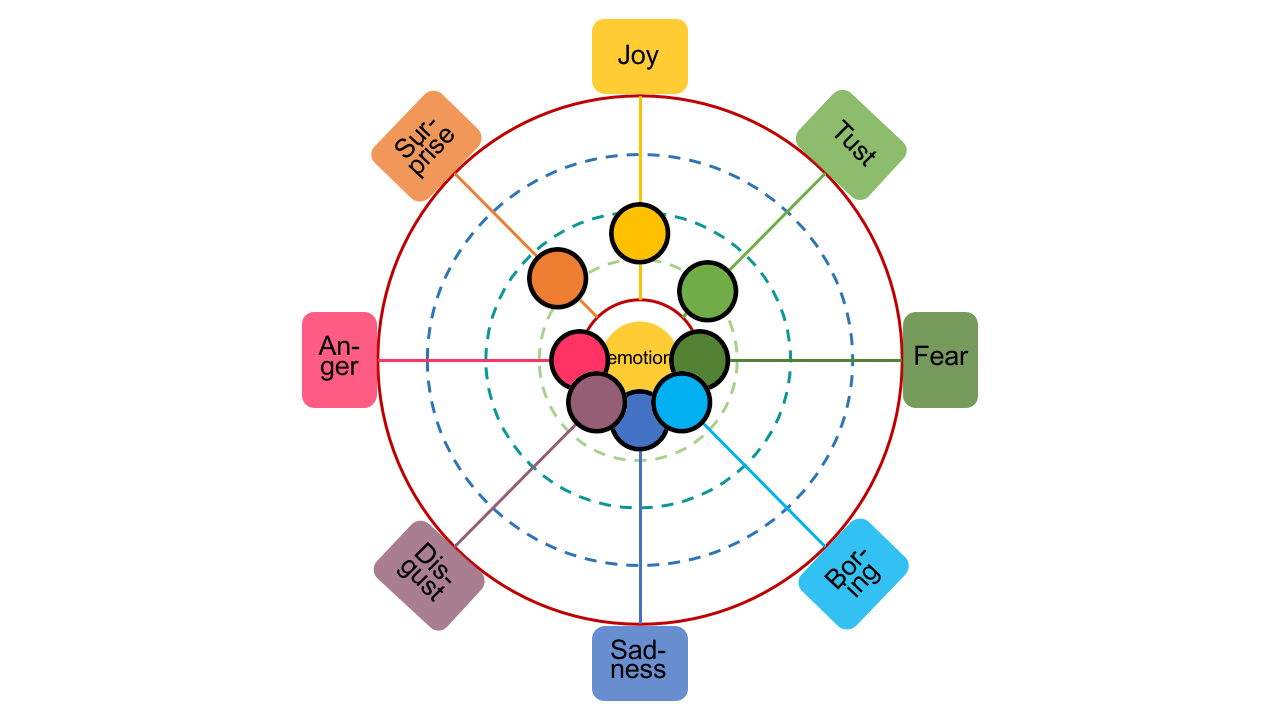 Joy
Sur-
prise
Tust
An-
ger
emotion
Fear
Dis-
gust
Bor-
ing
Sad-
ness